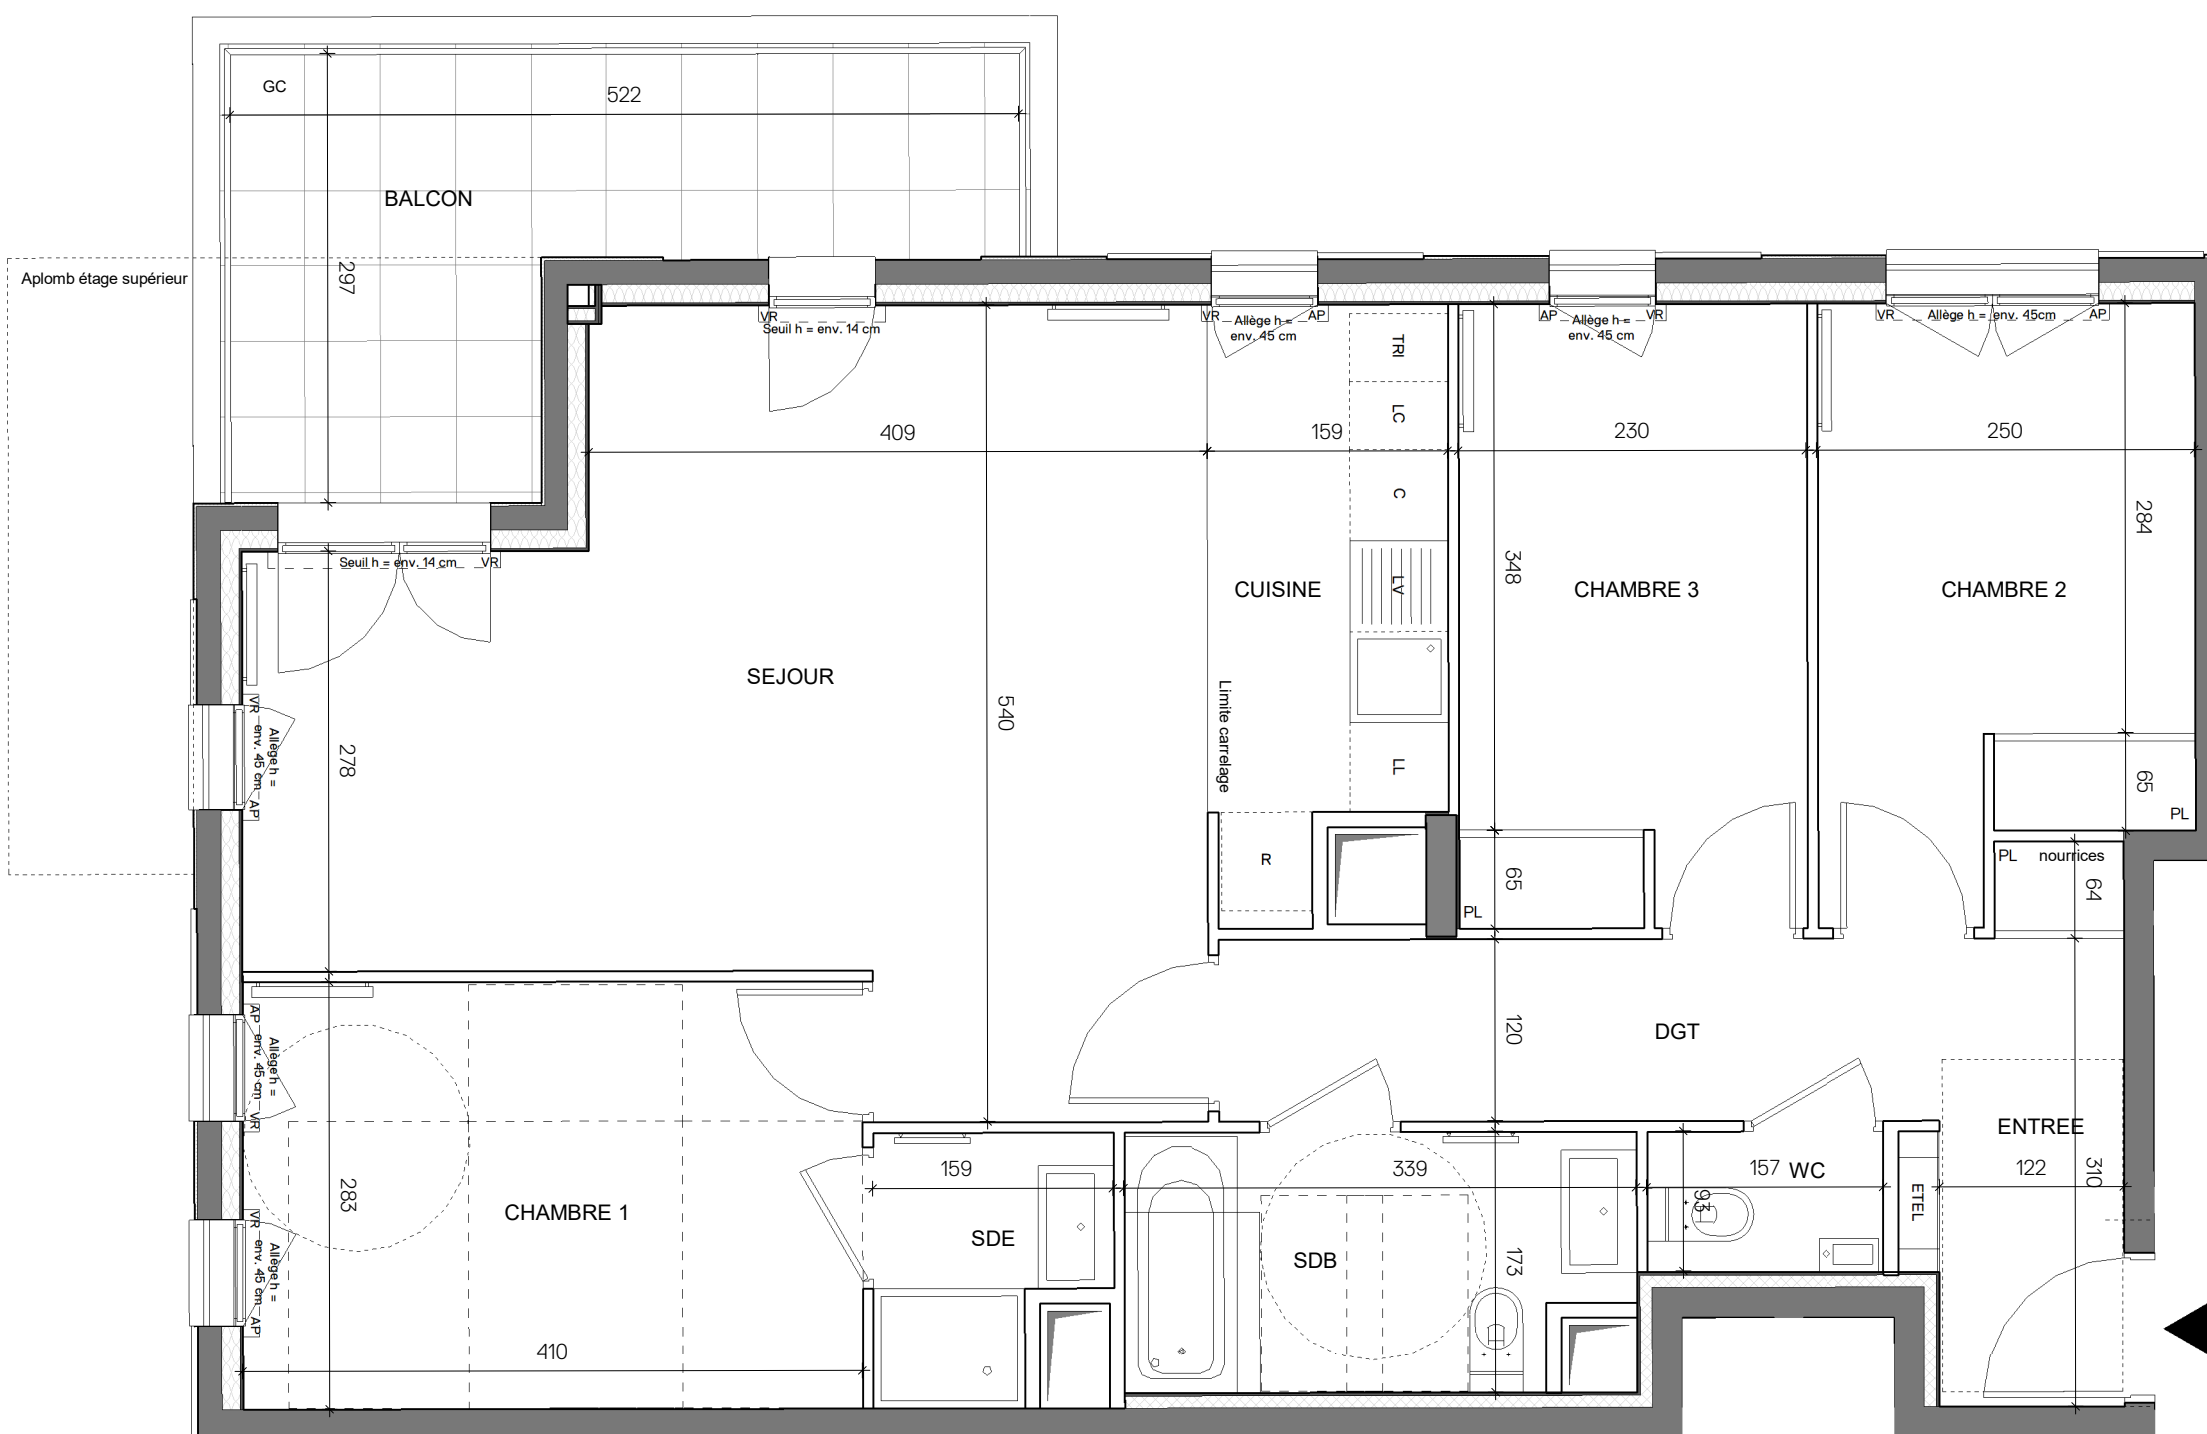 GC
522
BALCON
297
Aplomb étage supérieur
VR
Seuil h = env. 14 cm
VR
Allège h =
env. 45 cm
AP
AP
Allège h =
env. 45 cm
VR
VR
Allège h = env. 45cm
AP
TRI
LC
C
LV
LL
409
159
230
250
284
348
Seuil h = env. 14 cm
VR
SEJOUR
CUISINE
CHAMBRE 3
CHAMBRE 2
540
Limite carrelage
278
VR
Allège h =
env. 45 cm
AP
65
PL
R
65
PL
PL nourrices
64
120
DGT
AP
Allège h =
env. 45 cm
VR
ENTREE
159
339
157
WC
93
ETEL
122
310
283
CHAMBRE 1
SDE
SDB
173
VR
Allège h =
env. 45 cm
AP
410